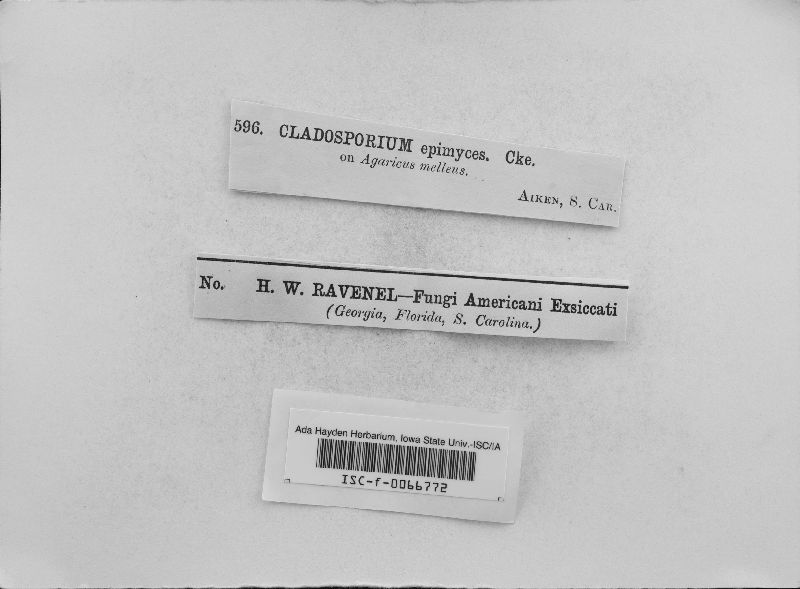 596. CLADOSPORIUM epimyces. Cke.
on Agaricus melleus.
AIKEN, S. CAR.
No. H. W. RAVENEL—Fungi Americani Exsiccati
(Georgia, Florida, S. Carolina.)
Ada Hayden Herbarium, Iowa State Univ.-ISC/IA
ISC-f-0066772